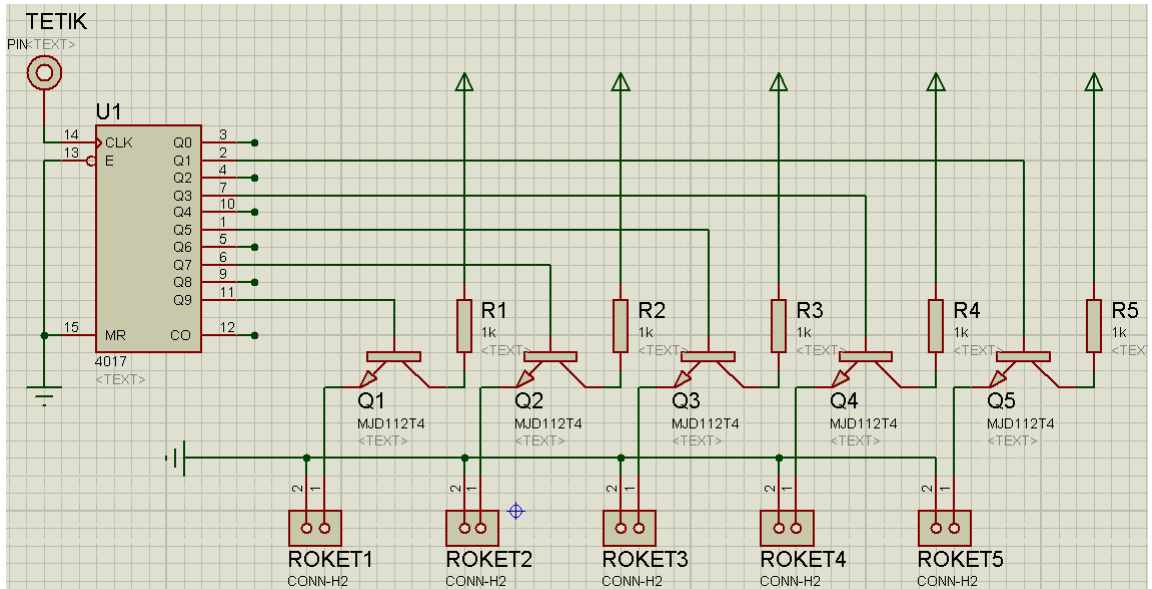 TETIK
PIN<TEXT>
U1
14
CLK
13
E
15
MR
Q0
3
Q1
2
Q2
4
Q3
7
Q4
10
Q5
1
Q6
5
Q7
6
Q8
9
Q9
11
CO
12
4017
<TEXT>
R1
1k
<TEXT>
R2
1k
<TEXT>
R3
1k
<TEXT>
R4
1k
<TEXT>
R5
1k
<TEX
Q1
MJD112T4
<TEXT>
Q2
MJD112T4
<TEXT>
Q3
MJD112T4
<TEXT>
Q4
MJD112T4
<TEXT>
Q5
MJD112T4
<TEXT>
2
1
2
1
2
1
2
1
2
1
ROKET1
CONN-H2
ROKET2
CONN-H2
ROKET3
CONN-H2
ROKET4
CONN-H2
ROKET5
CONN-H2